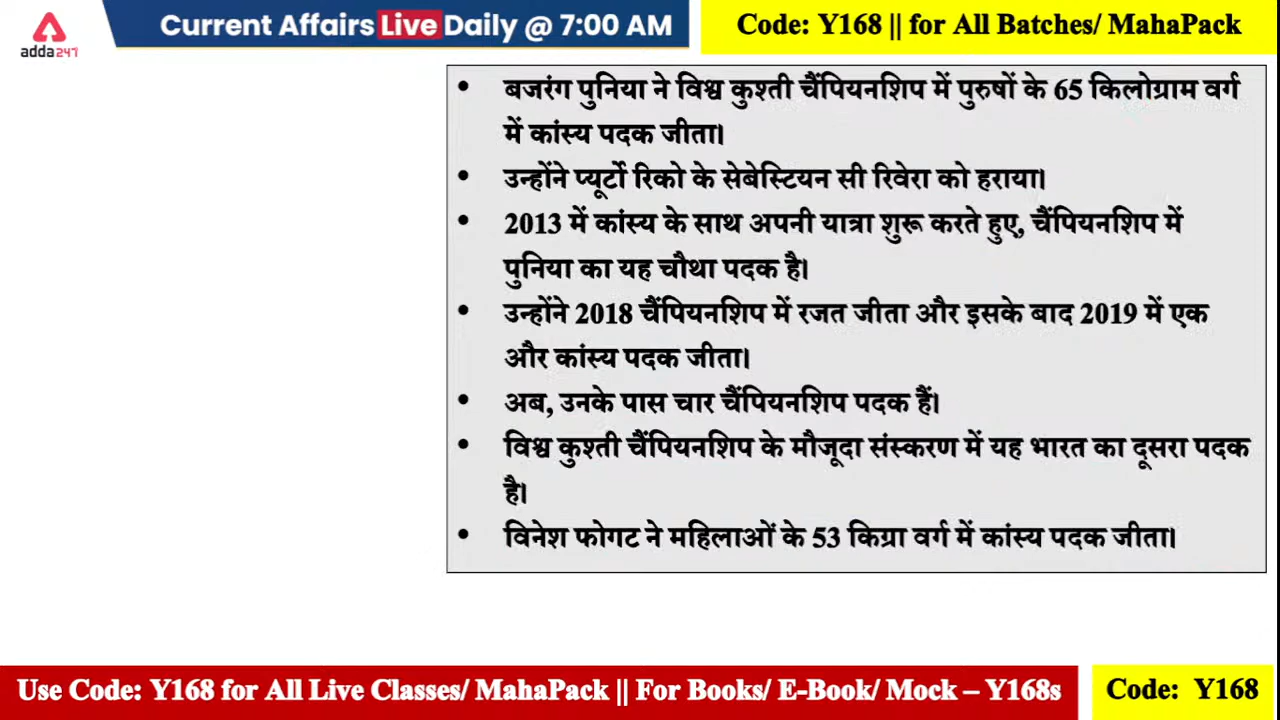 adda247
Current Affairs Live Daily @ 7:00 AM
Code: Y168 || for All Batches/ MahaPack
• बजरंग पुनिया ने विश्व कुश्ती चैंपियनशिप में पुरुषों के 65 किलोग्राम वर्ग
में कांस्य पदक जीता।
• उन्होंने प्यूर्टो रिको के सेबेस्टियन सी रिवेरा को हराया।
• 2013 में कांस्य के साथ अपनी यात्रा शुरू करते हुए, चैंपियनशिप में
पुनिया का यह चौथा पदक है।
• उन्होंने 2018 चैंपियनशिप में रजत जीता और इसके बाद 2019 में एक
और कांस्य पदक जीता।
• अब, उनके पास चार चैंपियनशिप पदक हैं।
• विश्व कुश्ती चैंपियनशिप के मौजूदा संस्करण में यह भारत का दूसरा पदक
है।
• विनेश फोगट ने महिलाओं के 53 किग्रा वर्ग में कांस्य पदक जीता।
Use Code: Y168 for All Live Classes/ MahaPack || For Books/ E-Book/ Mock – Y168s
Code: Y168